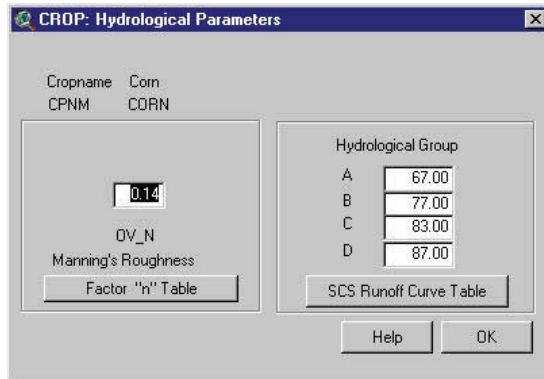 CROP: Hydrological Parameters
Cropname Corn
CPNM CORN
0.14
OV_N
Manning's Roughness
Factor "n" Table
Hydrological Group
A 67.00
B 77.00
C 83.00
D 87.00
SCS Runoff Curve Table
Help OK